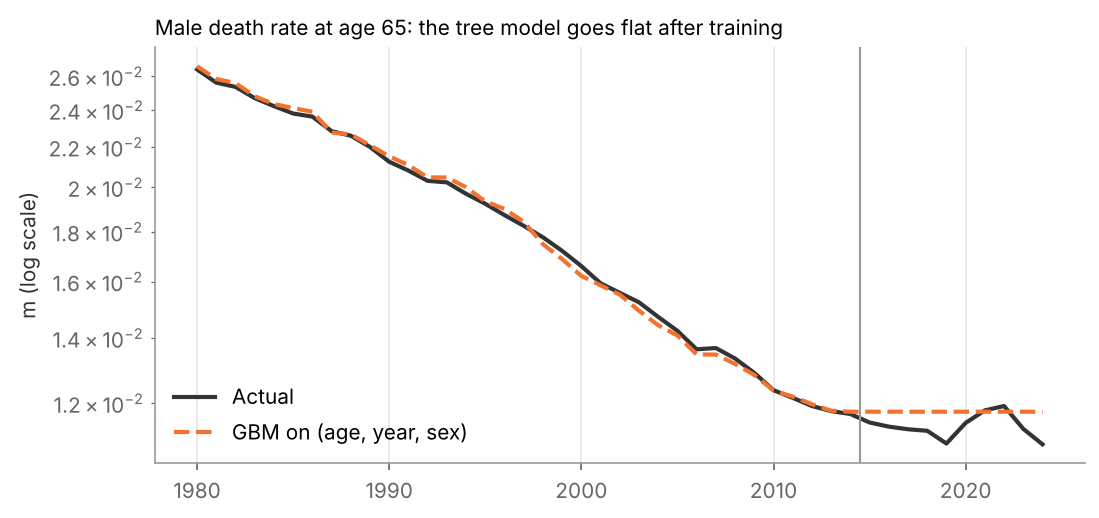 Male death rate at age 65: the tree model goes flat after training
m (log scale)
2.6 × 10⁻²
2.4 × 10⁻²
2.2 × 10⁻²
2 × 10⁻²
1.8 × 10⁻²
1.6 × 10⁻²
1.4 × 10⁻²
1.2 × 10⁻²
Actual
GBM on (age, year, sex)
1980 1990 2000 2010 2020